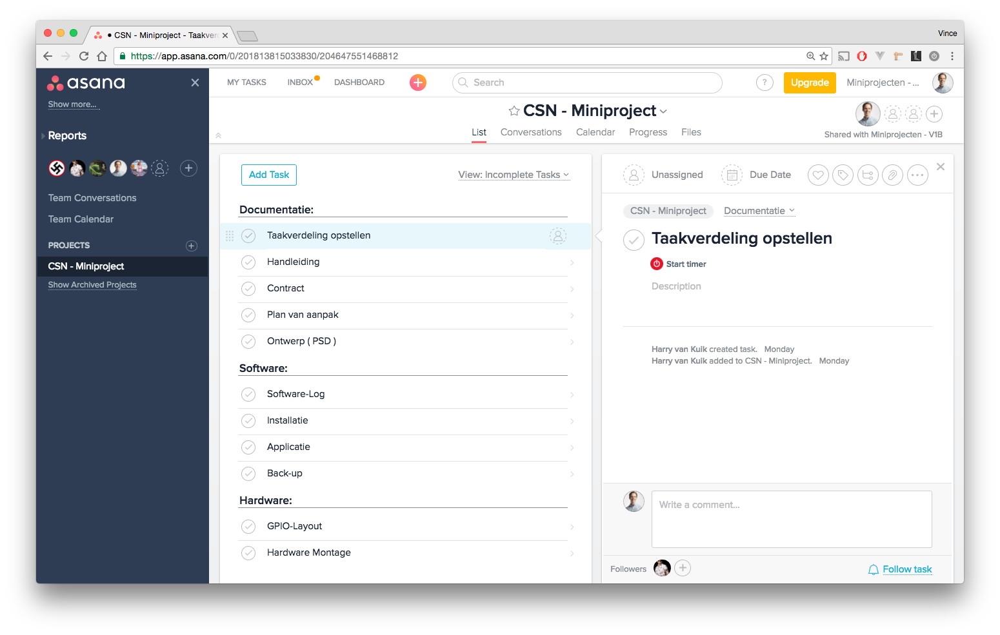 • CSN - Miniproject - Taakver
Vince
https://app.asana.com/0/201813815033830/204647551468812
asana
Show more...
Reports
Team Conversations
Team Calendar
PROJECTS
CSN - Miniproject
Show Archived Projects
MY TASKS INBOX DASHBOARD
Search
?
Upgrade
Miniprojecten - ...
CSN - Miniproject
List Conversations Calendar Progress Files
Shared with Miniprojecten - V1B
Add Task
View: Incomplete Tasks
Documentatie:
Taakverdeling opstellen
Handleiding
Contract
Plan van aanpak
Ontwerp ( PSD )
Software:
Software-Log
Installatie
Applicatie
Back-up
Hardware:
GPIO-Layout
Hardware Montage
Unassigned Due Date
CSN - Miniproject Documentatie
Taakverdeling opstellen
Start timer
Description
Harry van Kuik created task. Monday
Harry van Kuik added to CSN - Miniproject. Monday
Write a comment...
Followers
Follow task